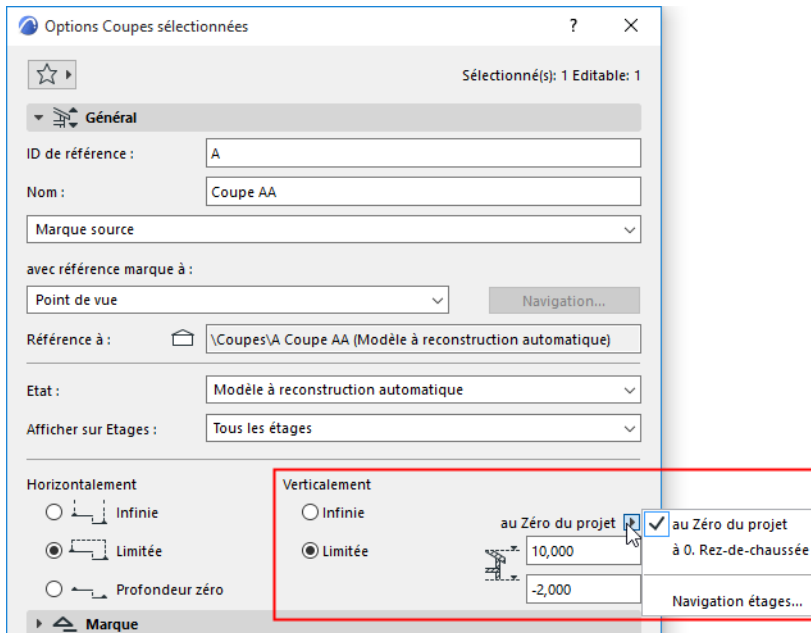 Options Coupes sélectionnées
Sélectionné(s): 1 Editable: 1
Général
ID de référence :
A
Nom :
Coupe AA
Marque source
avec référence marque à :
Point de vue
Navigation...
Référence à :
\Coupes\A Coupe AA (Modèle à reconstruction automatique)
Etat :
Modèle à reconstruction automatique
Afficher sur Etages :
Tous les étages
Horizontalement
Infinie
Limitée
Profondeur zéro
Verticalement
Infinie
Limitée
au Zéro du projet
10,000
-2,000
au Zéro du projet
à 0. Rez-de-chaussée
Navigation étages...
Marque